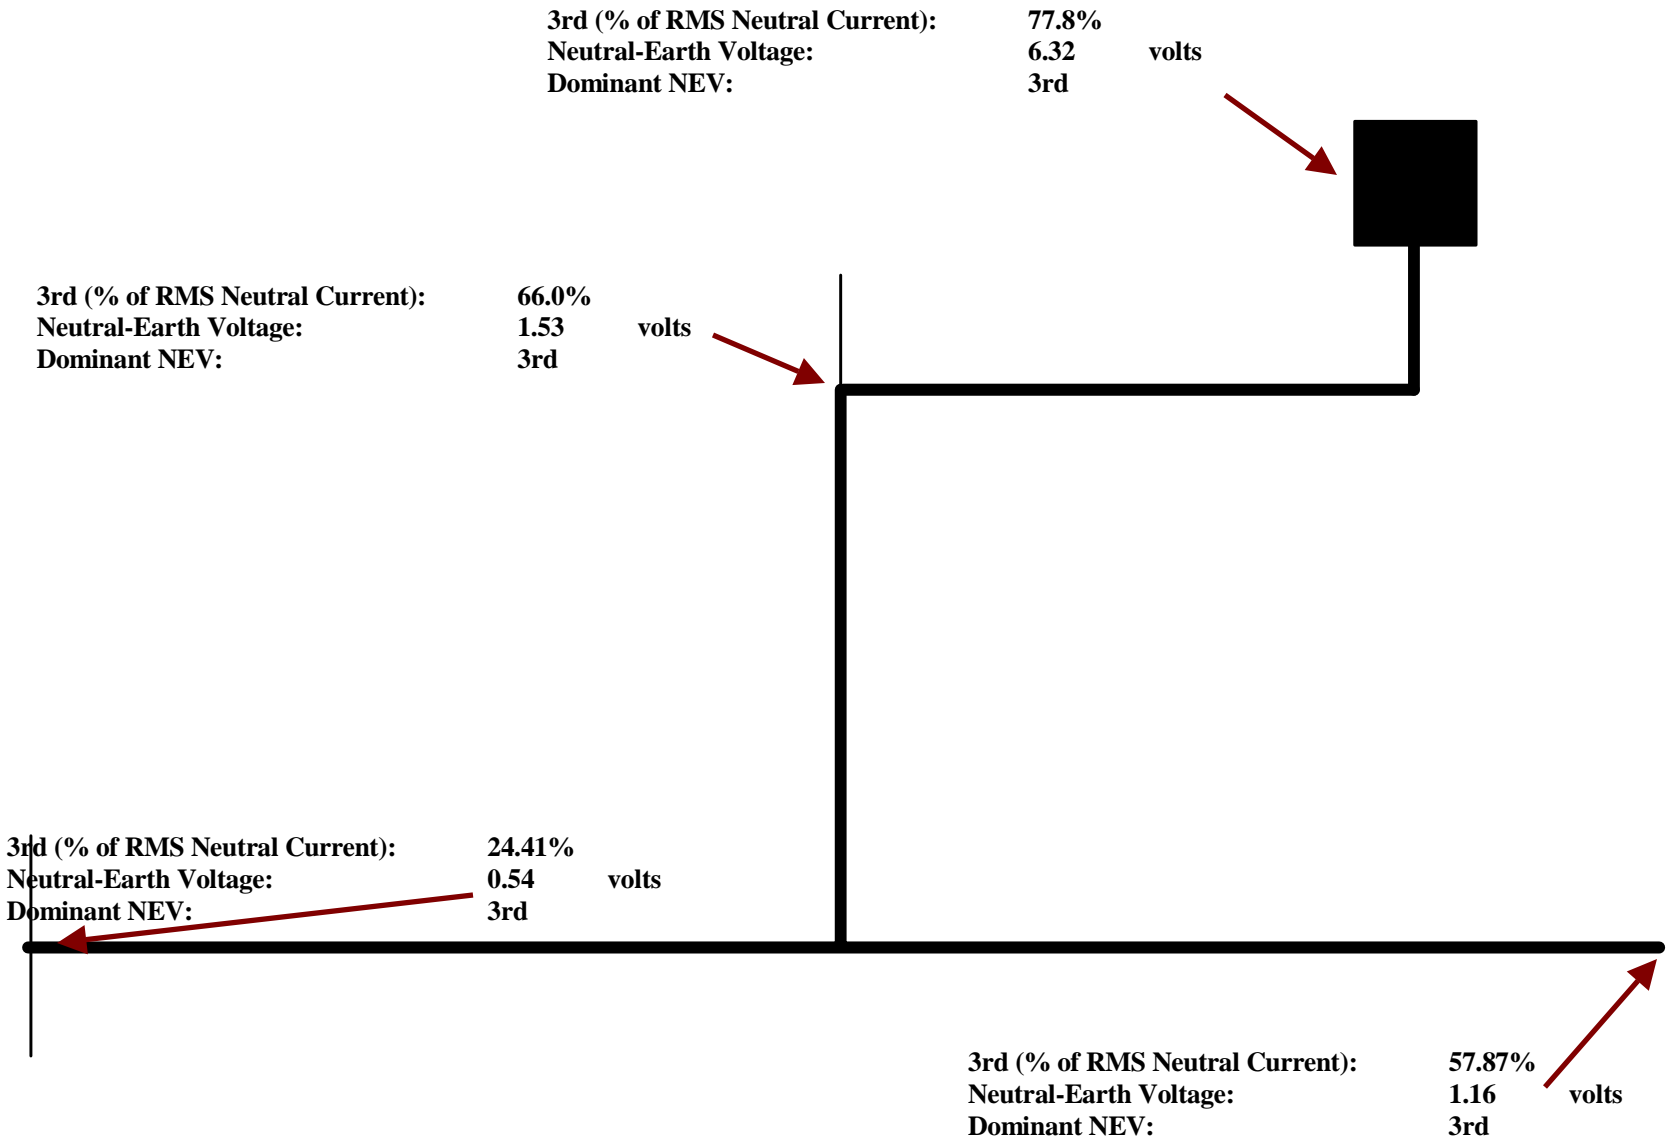 3rd (% of RMS Neutral Current): 77.8%
Neutral-Earth Voltage: 6.32 volts
Dominant NEV: 3rd
3rd (% of RMS Neutral Current): 66.0%
Neutral-Earth Voltage: 1.53 volts
Dominant NEV: 3rd
3rd (% of RMS Neutral Current): 24.41%
Neutral-Earth Voltage: 0.54 volts
Dominant NEV: 3rd
3rd (% of RMS Neutral Current): 57.87%
Neutral-Earth Voltage: 1.16 volts
Dominant NEV: 3rd